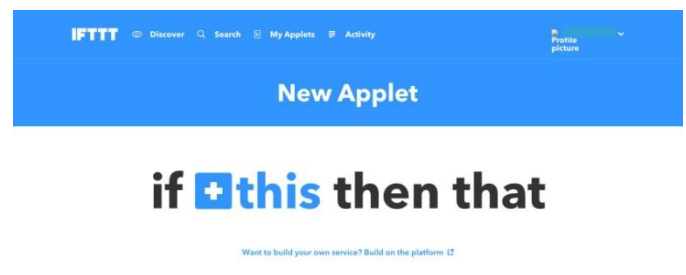 IFTTT Discover Search My Applets Activity
Profile
picture
New Applet
if this then that
Want to build your own service? Build on the platform